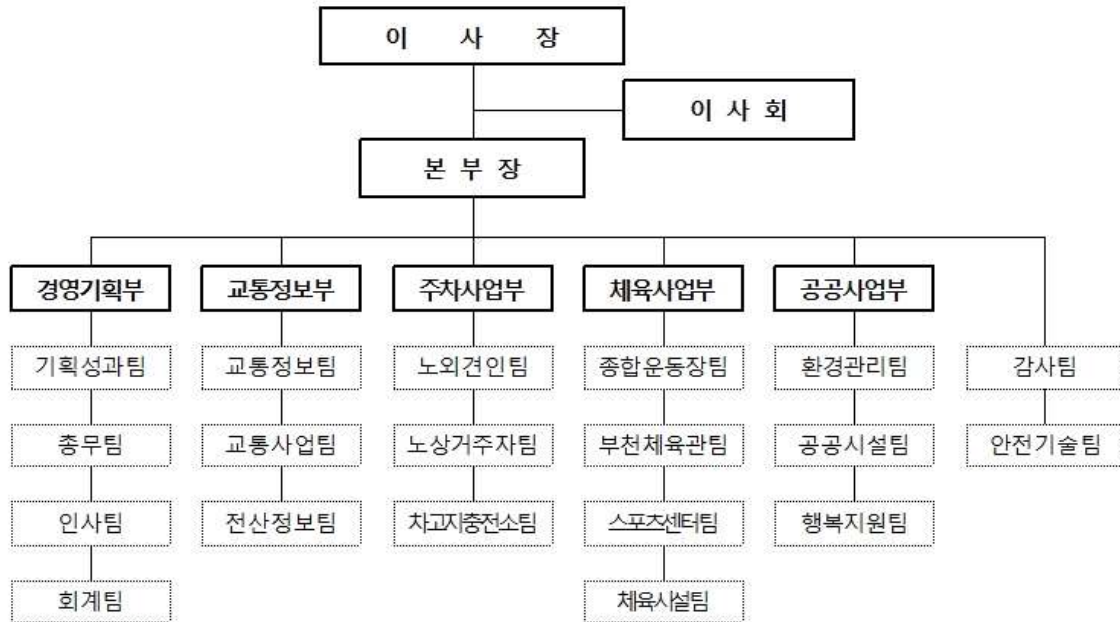 이 사 장
이 사 회
본 부 장
경영기획부 교통정보부 주차사업부 체육사업부 공공사업부
기획성과팀 교통정보팀 노외견인팀 종합운동장팀 환경관리팀 감사팀
총무팀 교통사업팀 노상거주자팀 부천체육관팀 공공시설팀 안전기술팀
인사팀 전산정보팀 차고지충전소팀 스포츠센터팀 행복지원팀
회계팀 체육시설팀